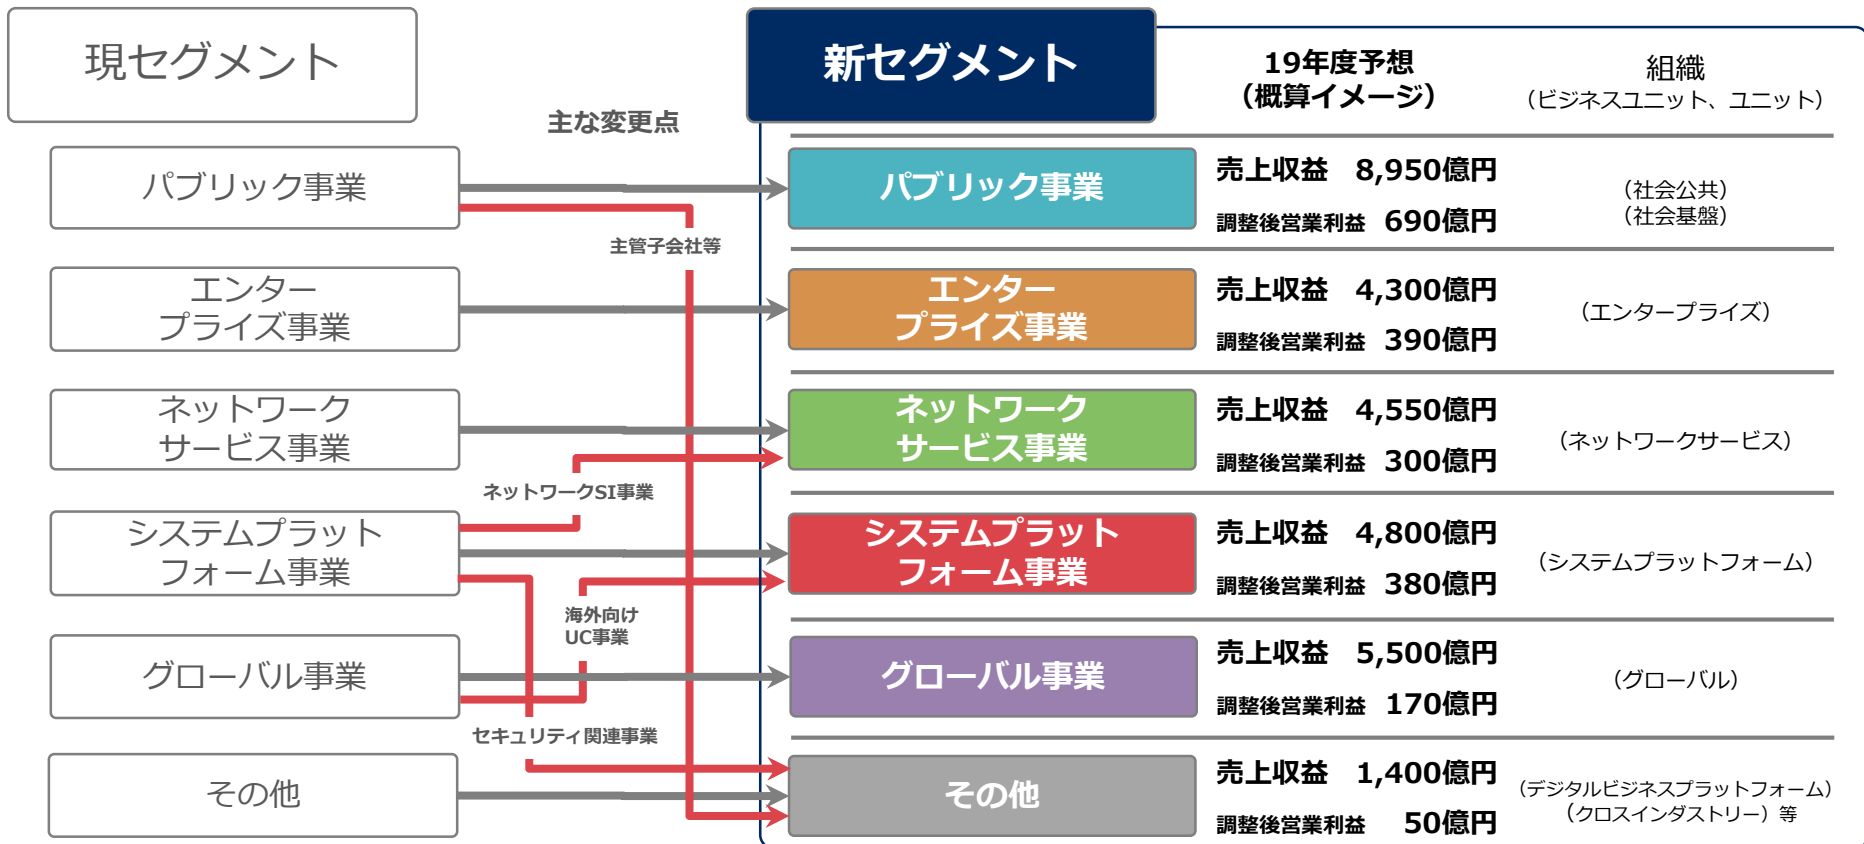 現セグメント
主な変更点
新セグメント
19年度予想
（概算イメージ）
組織
（ビジネスユニット、ユニット）
パブリック事業
主管子会社等
パブリック事業
売上収益 8,950億円
調整後営業利益 690億円
（社会公共）
（社会基盤）
エンター
プライズ事業
エンター
プライズ事業
売上収益 4,300億円
調整後営業利益 390億円
（エンタープライズ）
ネットワーク
サービス事業
ネットワークSI事業
ネットワーク
サービス事業
売上収益 4,550億円
調整後営業利益 300億円
（ネットワークサービス）
システムプラット
フォーム事業
海外向け
UC事業
システムプラット
フォーム事業
売上収益 4,800億円
調整後営業利益 380億円
（システムプラットフォーム）
グローバル事業
セキュリティ関連事業
グローバル事業
売上収益 5,500億円
調整後営業利益 170億円
（グローバル）
その他
その他
売上収益 1,400億円
調整後営業利益 50億円
（デジタルビジネスプラットフォーム）
（クロスインダストリー）等